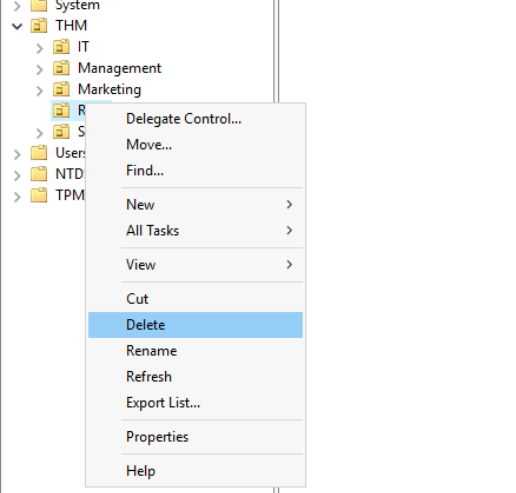 System
THM
IT
Management
Marketing
R
S
Users
NTD
TPM
Delegate Control...
Move...
Find...
New
All Tasks
View
Cut
Delete
Rename
Refresh
Export List...
Properties
Help